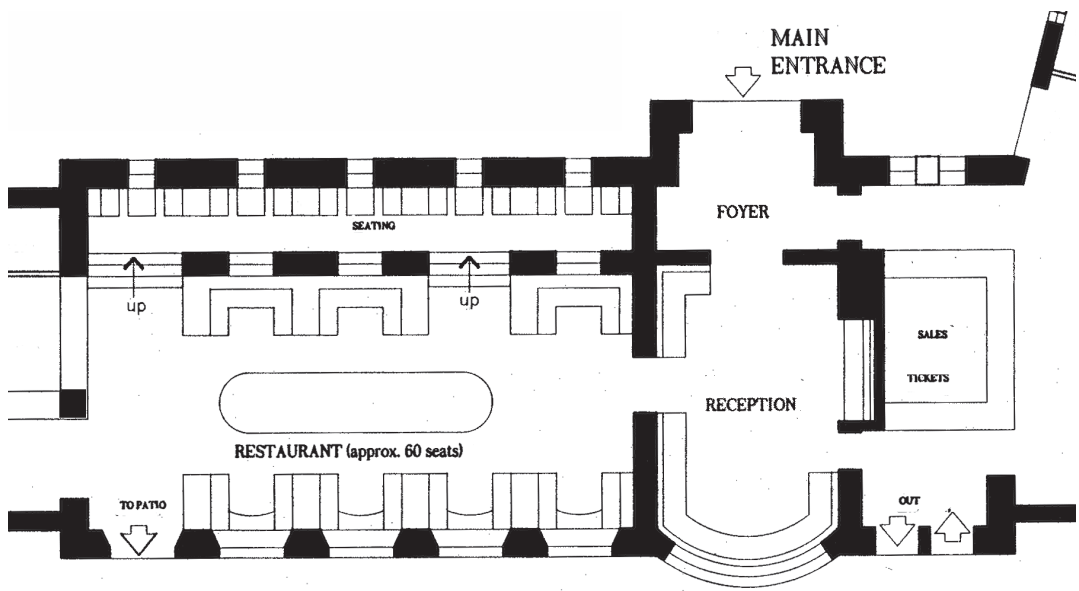 MAIN
ENTRANCE
FOYER
SEATING
up
up
SALES
TICKETS
RECEPTION
RESTAURANT (approx. 60 seats)
TO PATIO
OUT